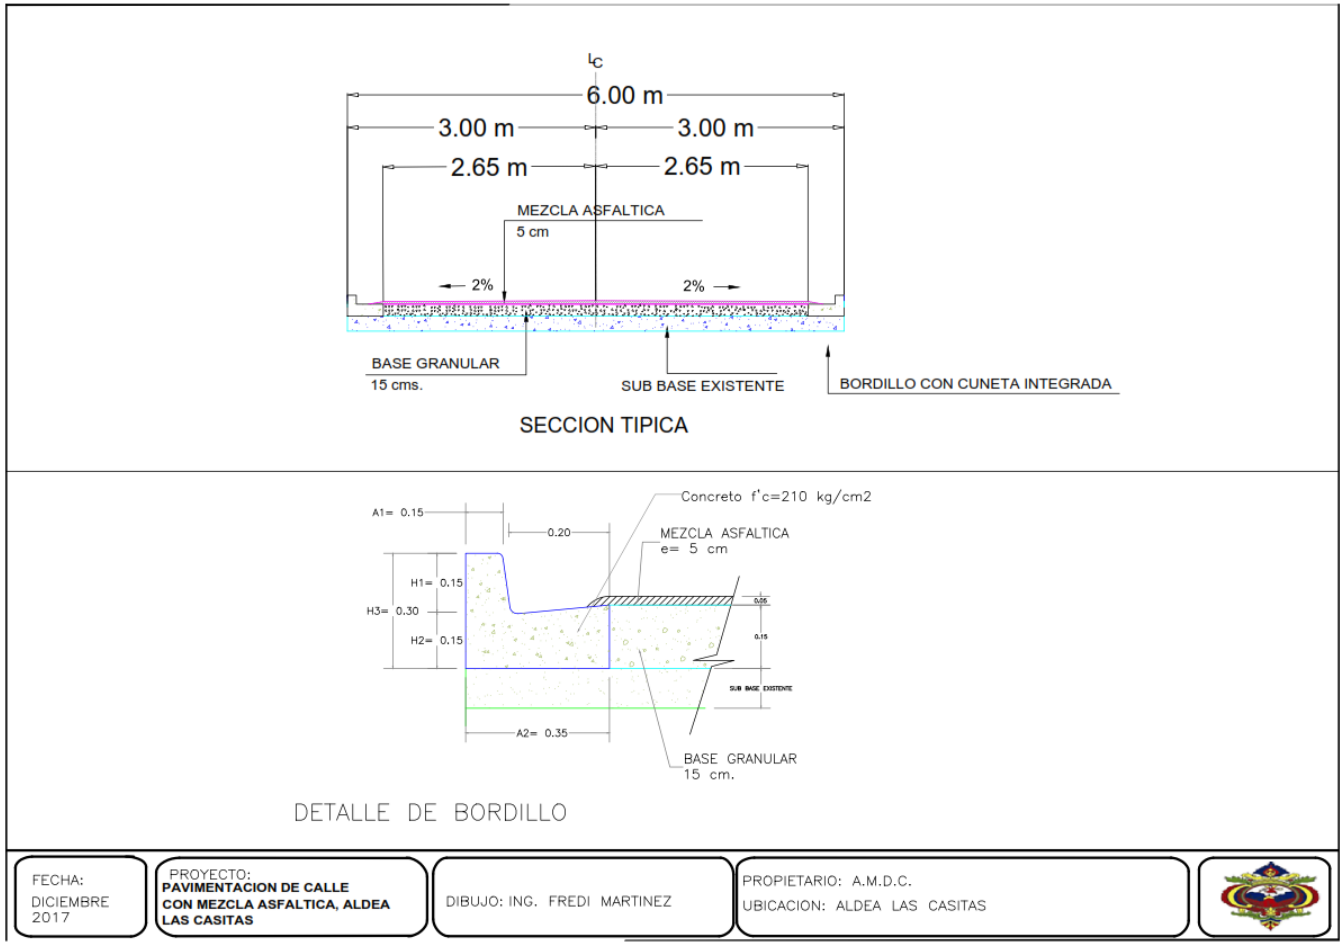 LC
6.00 m
3.00 m
3.00 m
2.65 m
2.65 m
MEZCLA ASFALTICA
5 cm
2%
2%
BASE GRANULAR
15 cms.
SUB BASE EXISTENTE
BORDILLO CON CUNETA INTEGRADA
SECCION TIPICA
Concreto f'c=210 kg/cm2
A1= 0.15
0.20
MEZCLA ASFALTICA
e= 5 cm
H1= 0.15
H3= 0.30
H2= 0.15
0.05
0.15
SUB BASE EXISTENTE
A2= 0.35
BASE GRANULAR
15 cm.
DETALLE DE BORDILLO
FECHA:
DICIEMBRE
2017
PROYECTO:
PAVIMENTACION DE CALLE
CON MEZCLA ASFALTICA, ALDEA
LAS CASITAS
DIBUJO: ING. FREDI MARTINEZ
PROPIETARIO: A.M.D.C.
UBICACION: ALDEA LAS CASITAS